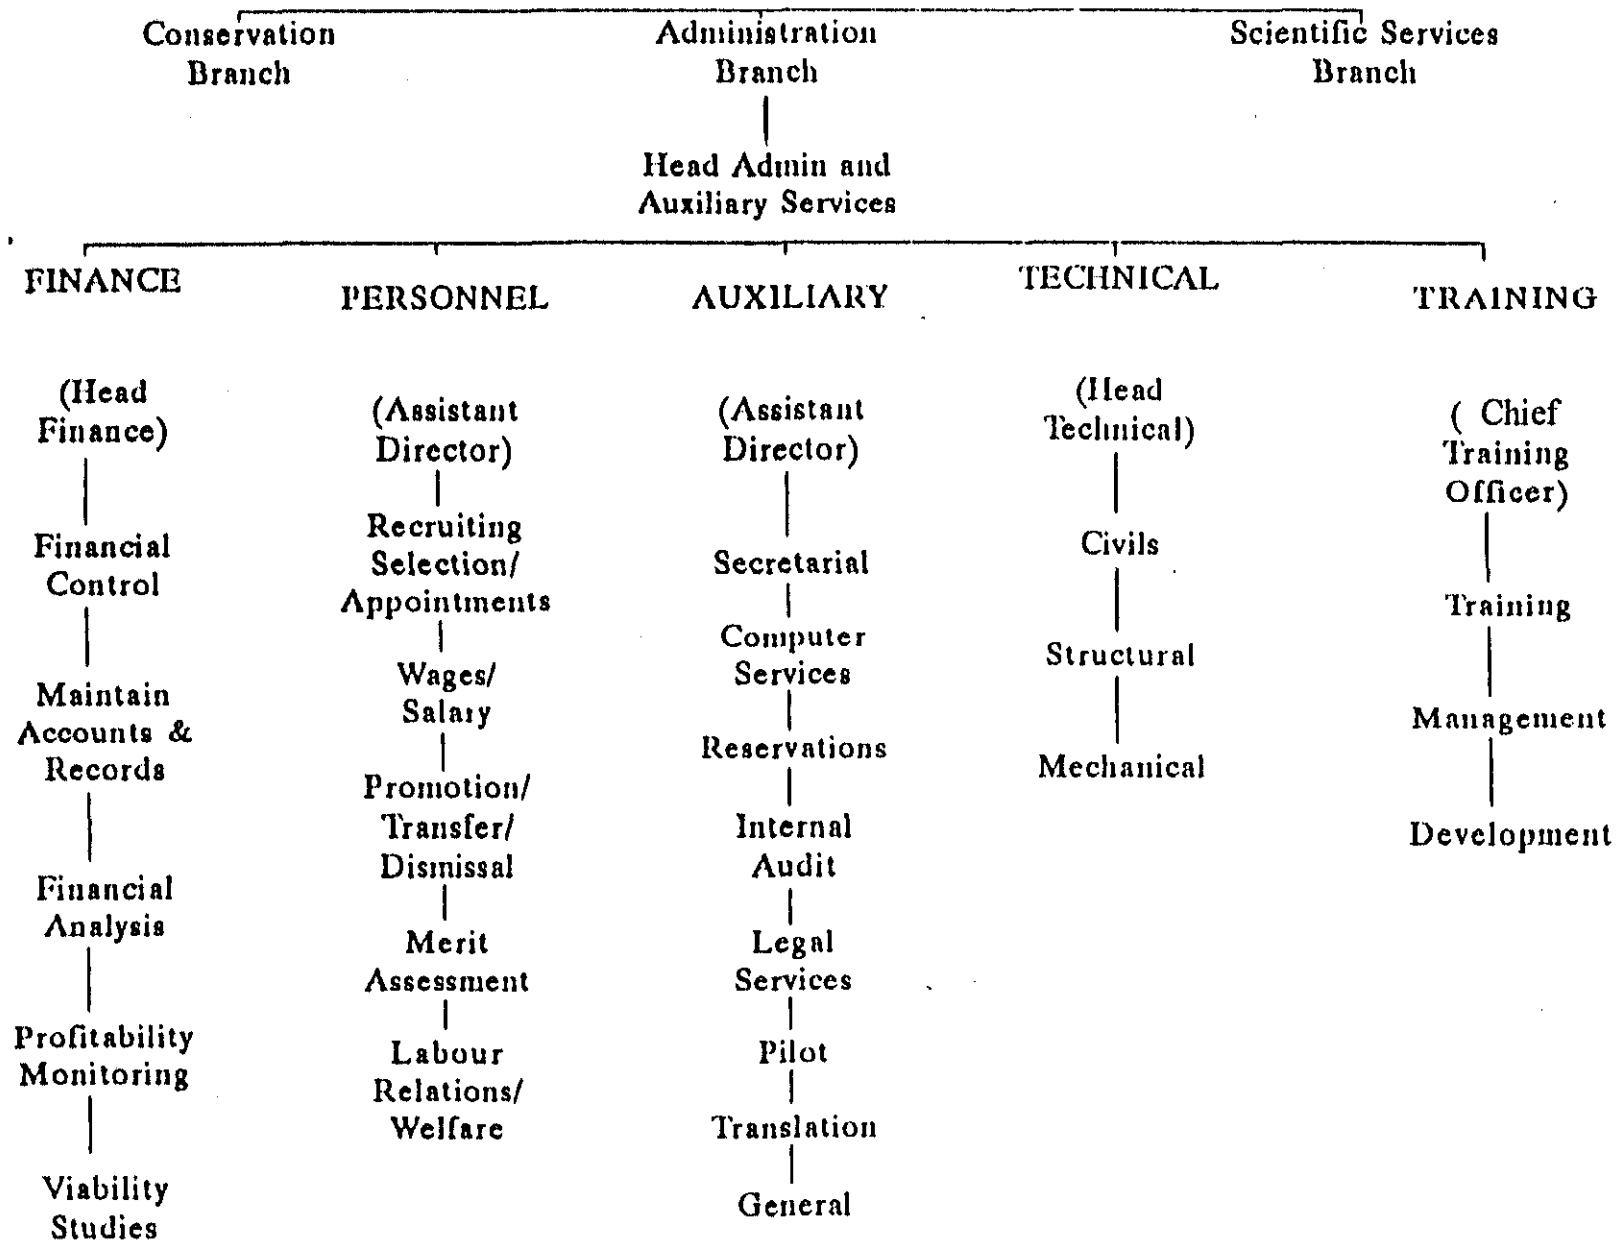 Conservation
Branch
Administration
Branch
Scientific Services
Branch
Head Admin and
Auxiliary Services
FINANCE
PERSONNEL
AUXILIARY
TECHNICAL
TRAINING
(Head
Finance)
Financial
Control
Maintain
Accounts &
Records
Financial
Analysis
Profitability
Monitoring
Viability
Studies
(Assistant
Director)
Recruiting
Selection/
Appointments
Wages/
Salary
Promotion/
Transfer/
Dismissal
Merit
Assessment
Labour
Relations/
Welfare
(Assistant
Director)
Secretarial
Computer
Services
Reservations
Internal
Audit
Legal
Services
Pilot
Translation
General
(Head
Technical)
Civils
Structural
Mechanical
( Chief
Training
Officer)
Training
Management
Development